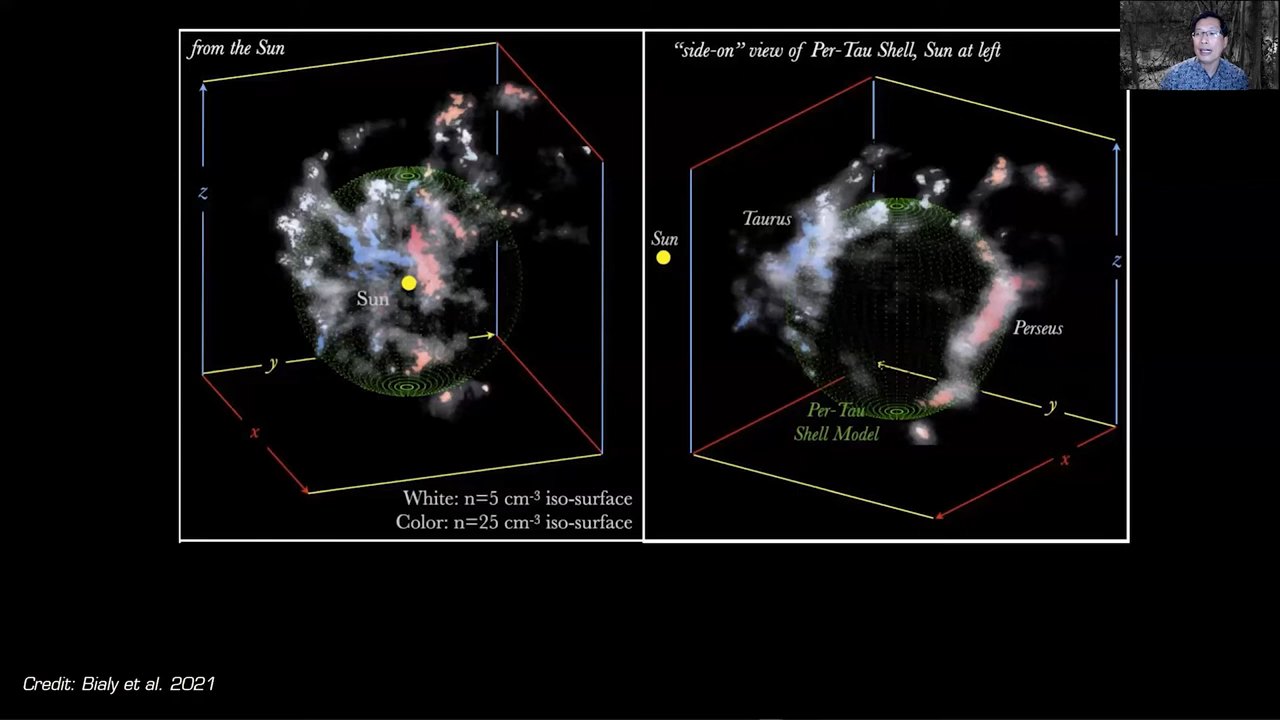 from the Sun
z
Sun
y
x
White: n=5 cm-3 iso-surface
Color: n=25 cm-3 iso-surface
“side-on” view of Per-Tau Shell, Sun at left
Taurus
Sun
z
Perseus
Per-Tau
Shell Model
y
x
Credit: Bialy et al. 2021